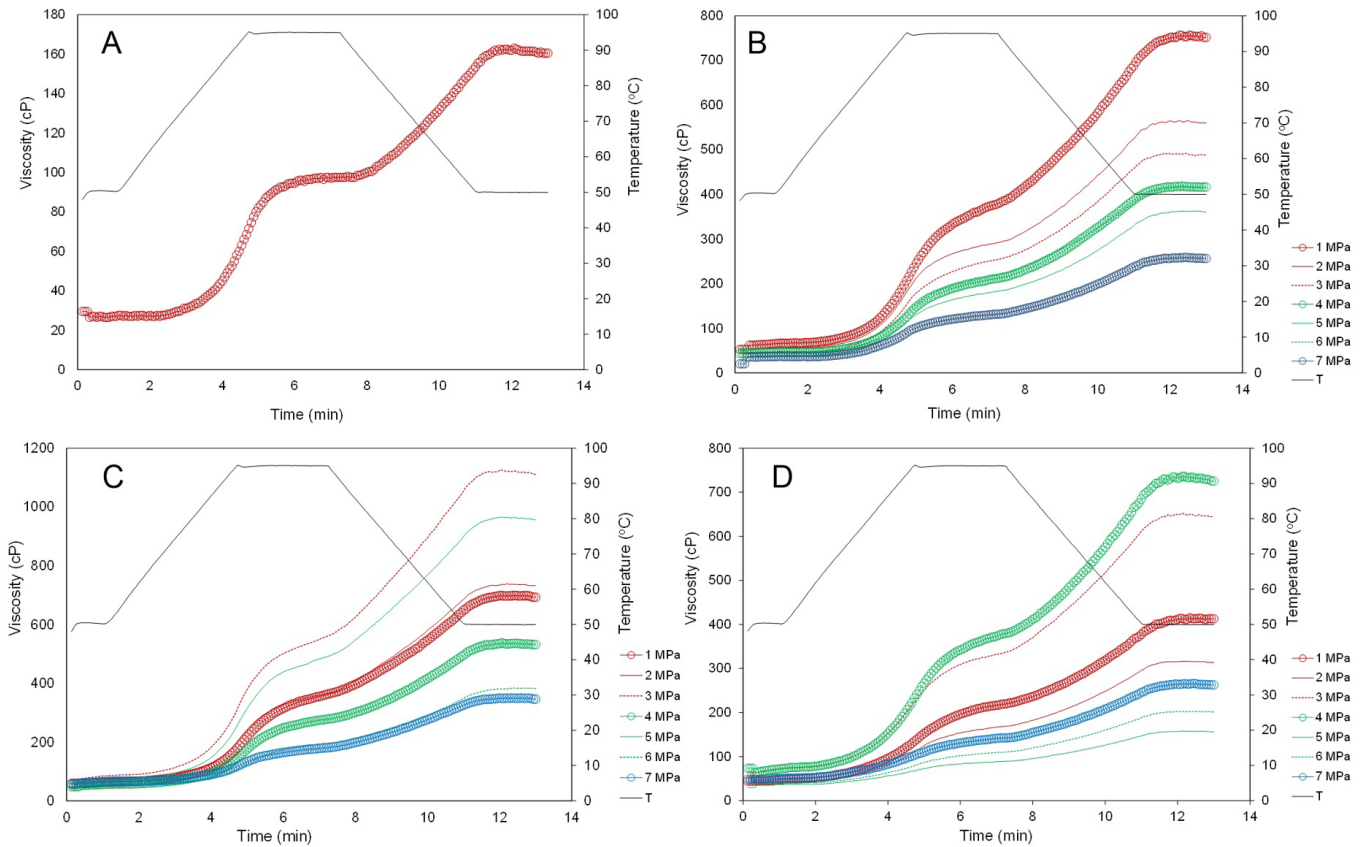 A
180
160
140
120
100
80
60
40
20
0
Viscosity (cP)
100
90
80
70
60
50
40
30
20
10
0
Temperature (°C)
0 2 4 6 8 10 12 14
Time (min)
B
800
700
600
500
400
300
200
100
0
Viscosity (cP)
100
90
80
70
60
50
40
30
20
10
0
Temperature (°C)
0 2 4 6 8 10 12 14
Time (min)
1 MPa
2 MPa
3 MPa
4 MPa
5 MPa
6 MPa
7 MPa
T
C
1200
1000
800
600
400
200
0
Viscosity (cP)
100
90
80
70
60
50
40
30
20
10
0
Temperature (°C)
0 2 4 6 8 10 12 14
Time (min)
1 MPa
2 MPa
3 MPa
4 MPa
5 MPa
6 MPa
7 MPa
T
D
800
700
600
500
400
300
200
100
0
Viscosity (cP)
100
90
80
70
60
50
40
30
20
10
0
Temperature (°C)
0 2 4 6 8 10 12 14
Time (min)
1 MPa
2 MPa
3 MPa
4 MPa
5 MPa
6 MPa
7 MPa
T